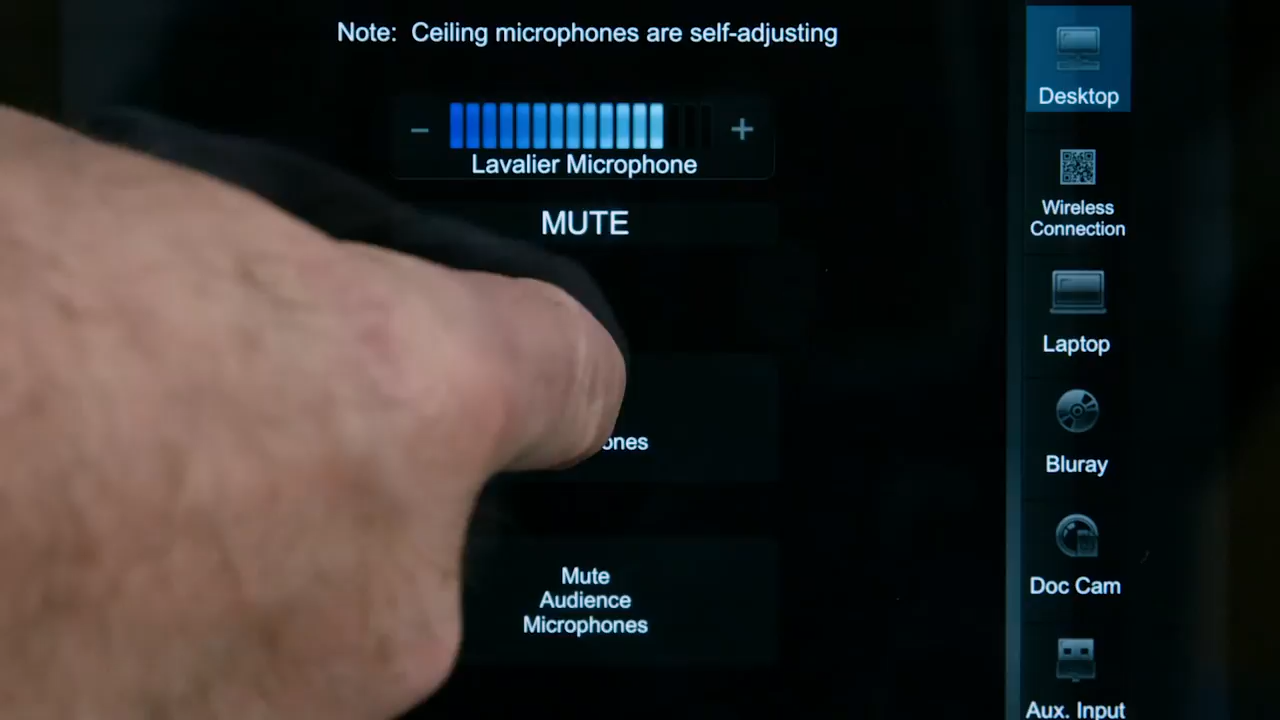 Note: Ceiling microphones are self-adjusting
Lavalier Microphone
MUTE
Mute
Audience
Microphones
Desktop
Wireless
Connection
Laptop
Bluray
Doc Cam
Aux. Input